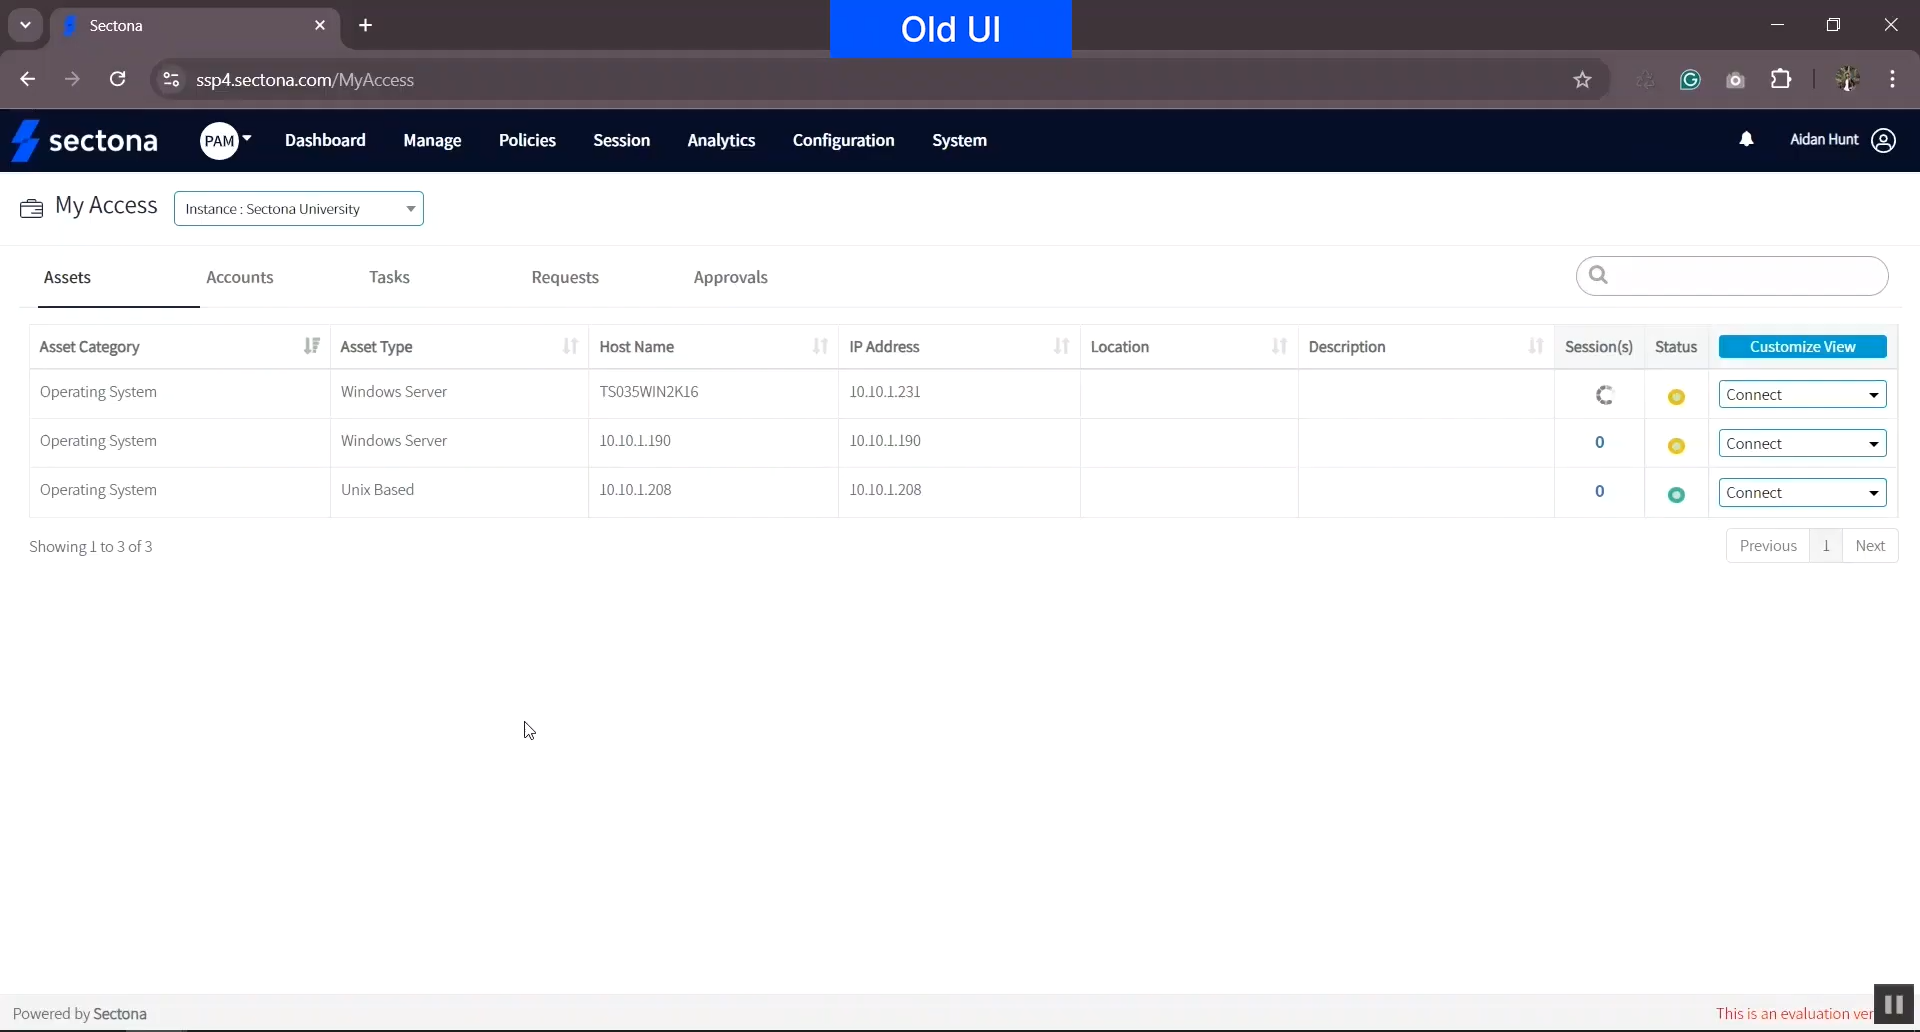 Old UI
Sectona
ssp4.sectona.com/MyAccess
sectona PAM Dashboard Manage Policies Session Analytics Configuration System Aidan Hunt
My Access Instance : Sectona University
Assets Accounts Tasks Requests Approvals
Asset Category Asset Type Host Name IP Address Location Description Session(s) Status Customize View
Operating System Windows Server TS035WIN2K16 10.10.1.231 Connect
Operating System Windows Server 10.10.1.190 10.10.1.190 0 Connect
Operating System Unix Based 10.10.1.208 10.10.1.208 0 Connect
Showing 1 to 3 of 3 Previous 1 Next
Powered by Sectona This is an evaluation ver